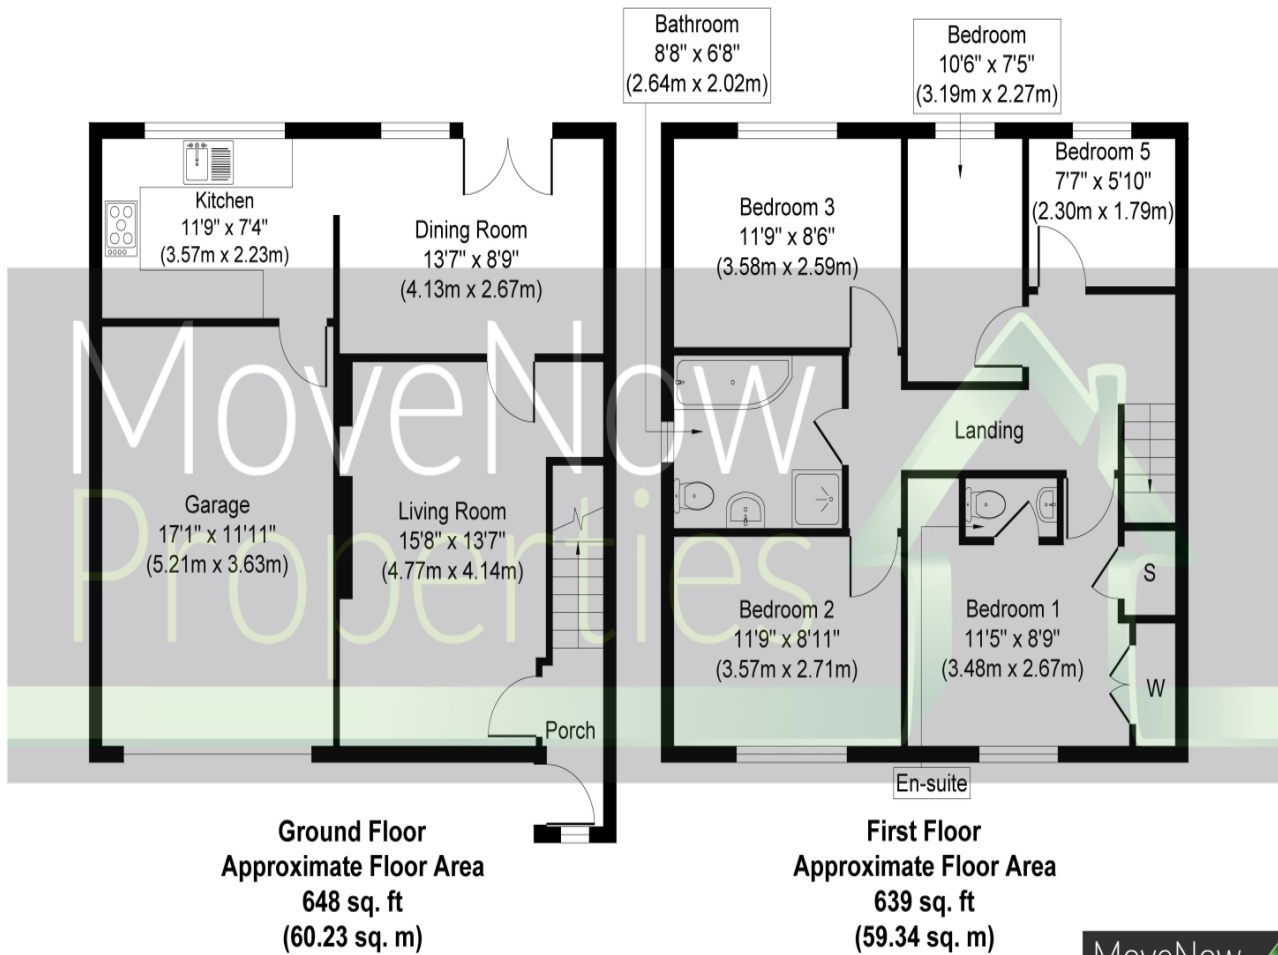 Bathroom
8'8" x 6'8"
(2.64m x 2.02m)
Bedroom
10'6" x 7'5"
(3.19m x 2.27m)
Kitchen
11'9" x 7'4"
(3.57m x 2.23m)
Dining Room
13'7" x 8'9"
(4.13m x 2.67m)
Bedroom 3
11'9" x 8'6"
(3.58m x 2.59m)
Bedroom 5
7'7" x 5'10"
(2.30m x 1.79m)
MoveNow
Properties
Garage
17'1" x 11'11"
(5.21m x 3.63m)
Living Room
15'8" x 13'7"
(4.77m x 4.14m)
Porch
Landing
Bedroom 2
11'9" x 8'11"
(3.57m x 2.71m)
Bedroom 1
11'5" x 8'9"
(3.48m x 2.67m)
S
W
En-suite
Ground Floor
Approximate Floor Area
648 sq. ft
(60.23 sq. m)
First Floor
Approximate Floor Area
639 sq. ft
(59.34 sq. m)
MoveNow